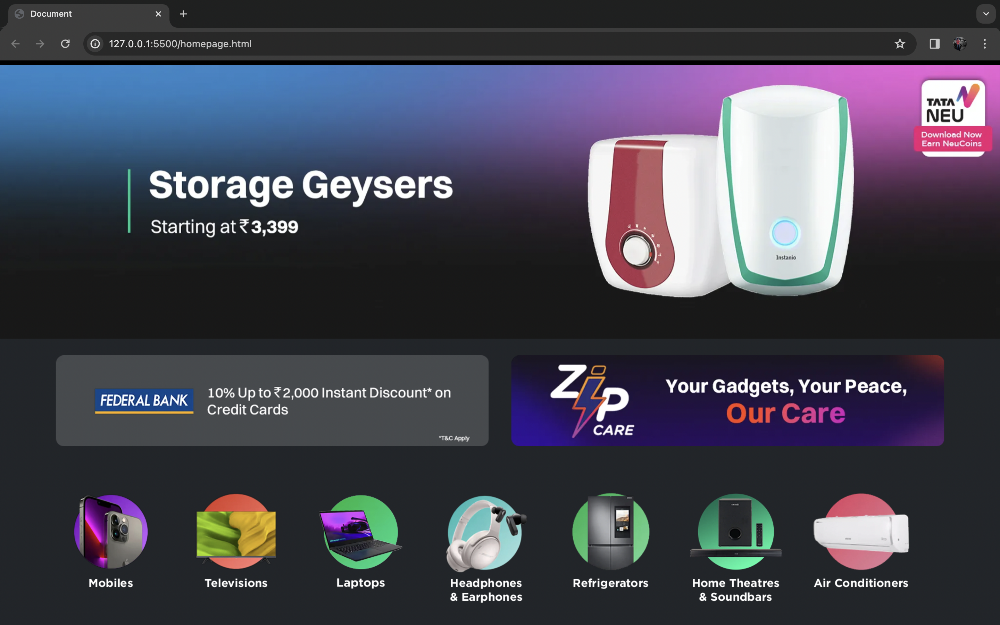 Document
127.0.0.1:5500/homepage.html
TATA
NEU
Download Now
Earn NeuCoins
Storage Geysers
Starting at ₹3,399
Instanio
FEDERAL BANK
10% Up to ₹2,000 Instant Discount* on
Credit Cards
*T&C Apply
ZiP
CARE
Your Gadgets, Your Peace,
Our Care
Mobiles
Televisions
Laptops
Headphones
& Earphones
Refrigerators
Home Theatres
& Soundbars
Air Conditioners